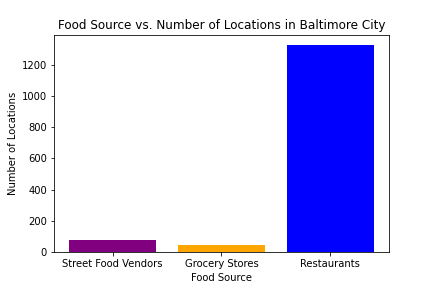 Food Source vs. Number of Locations in Baltimore City
Number of Locations
1200
1000
800
600
400
200
0
Street Food Vendors
Grocery Stores
Restaurants
Food Source